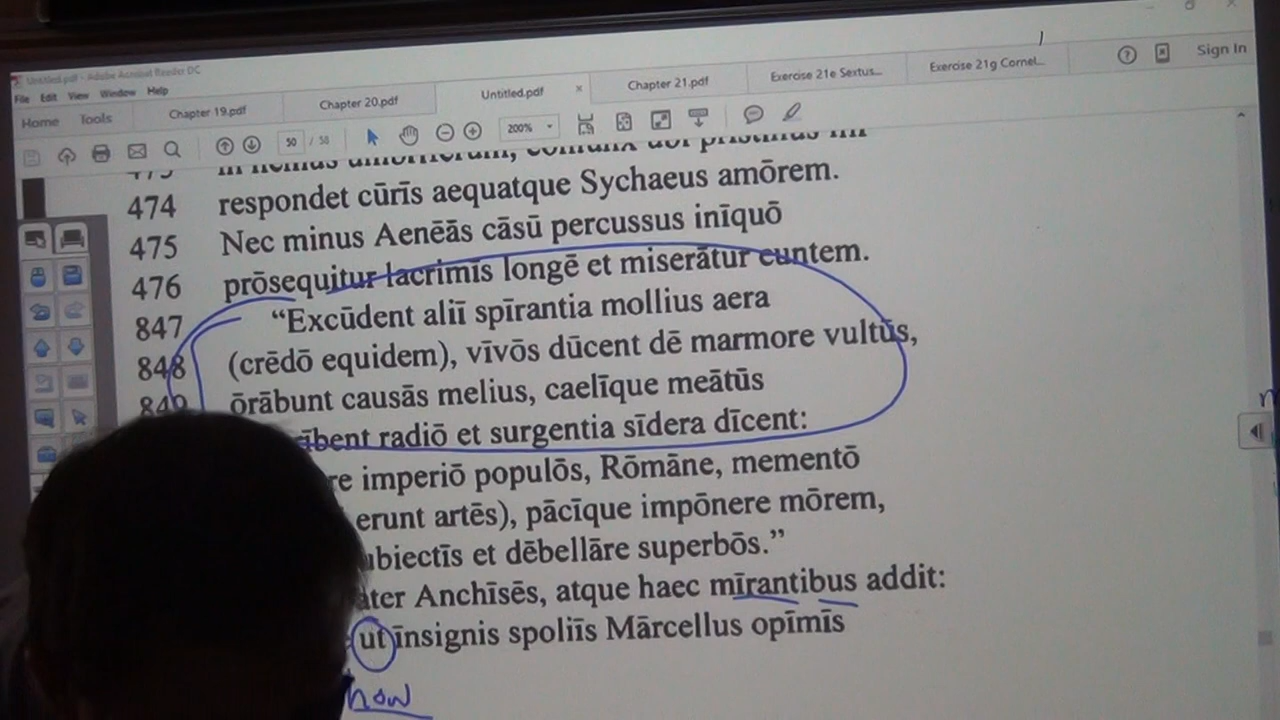 Untitled.pdf - Adobe Acrobat Reader DC
File Edit View Window Help
Home Tools Chapter 19.pdf Chapter 20.pdf Untitled.pdf × Chapter 21.pdf Exercise 21e Sextus... Exercise 21g Cornel... Sign In
50 / 58 200%
474 respondet cūrīs aequatque Sychaeus amōrem.
475 Nec minus Aenēās cāsū percussus inīquō
476 prōsequitur lacrimīs longē et miserātur euntem.
847 “Excūdent aliī spīrantia mollius aera
848 (crēdō equidem), vīvōs dūcent dē marmore vultūs,
849 ōrābunt causās melius, caelīque meātūs
ābent radiō et surgentia sīdera dīcent:
re imperiō populōs, Rōmāne, mementō
erunt artēs), pācīque impōnere mōrem,
ubiectīs et dēbellāre superbōs.”
ater Anchīsēs, atque haec mīrantibus addit:
ut īnsignis spoliīs Mārcellus opīmīs
how